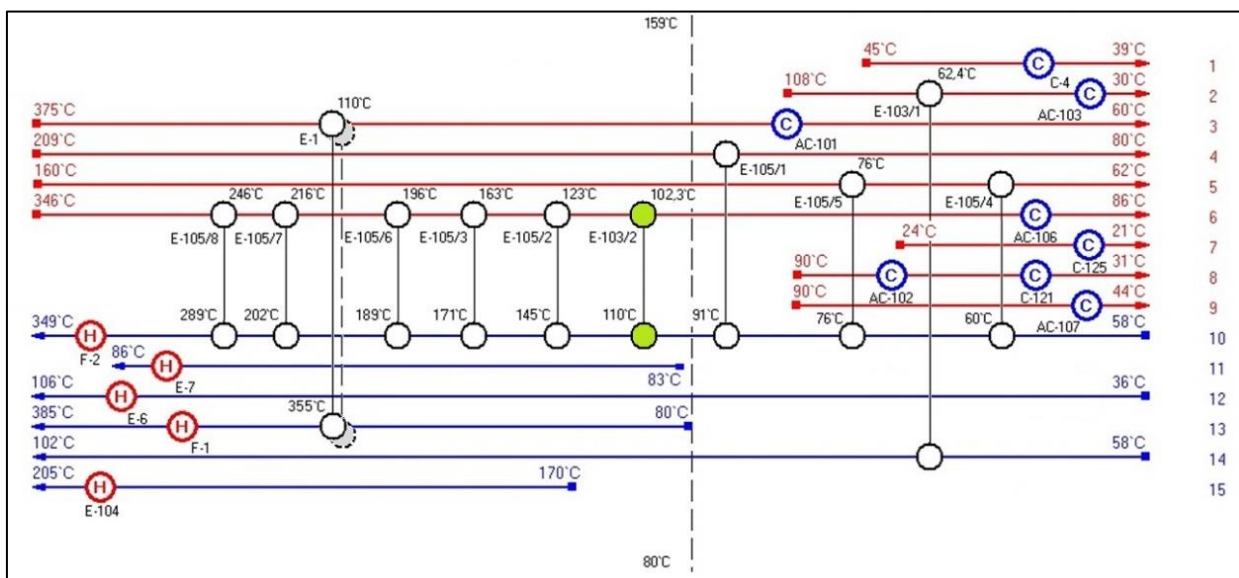 159°C
45°C 39°C 1
C-4
108°C 62,4°C 30°C 2
E-103/1 AC-103
375°C 110°C 60°C 3
E-1 AC-101
209°C 80°C 4
E-105/1
160°C 76°C 62°C 5
E-105/5 E-105/4
346°C 246°C 216°C 196°C 163°C 123°C 102,3°C 86°C 6
E-105/8 E-105/7 E-105/6 E-105/3 E-105/2 E-103/2 AC-106
24°C 21°C 7
C-125
90°C 31°C 8
AC-102 C-121
90°C 44°C 9
AC-107
349°C 289°C 202°C 189°C 171°C 145°C 110°C 91°C 76°C 60°C 58°C 10
F-2
86°C 83°C 11
E-7
106°C 36°C 12
E-6
385°C 355°C 80°C 13
F-1
102°C 58°C 14
205°C 170°C 15
E-104
80°C
C
C
C
C
C
C
C
C
H
H
H
H
H